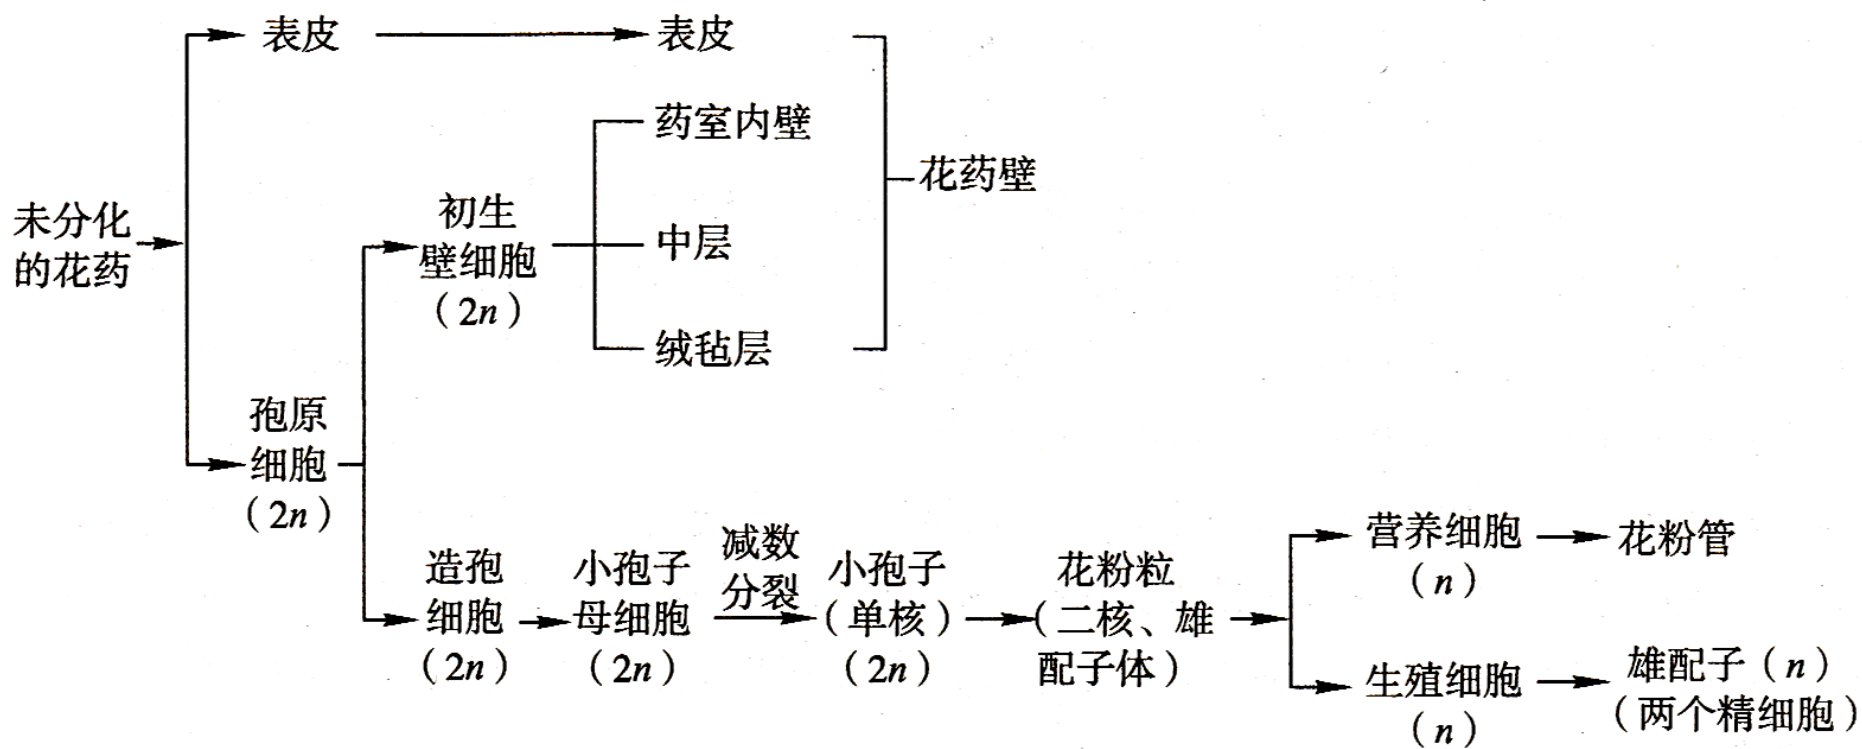 表皮
表皮
药室内壁
花药壁
未分化
的花药
初生
壁细胞
(2n)
中层
绒毡层
孢原
细胞
(2n)
造孢
细胞
(2n)
小孢子
母细胞
(2n)
减数
分裂
小孢子
(单核)
(2n)
花粉粒
(二核、雄
配子体)
营养细胞
(n)
花粉管
生殖细胞
(n)
雄配子(n)
(两个精细胞)